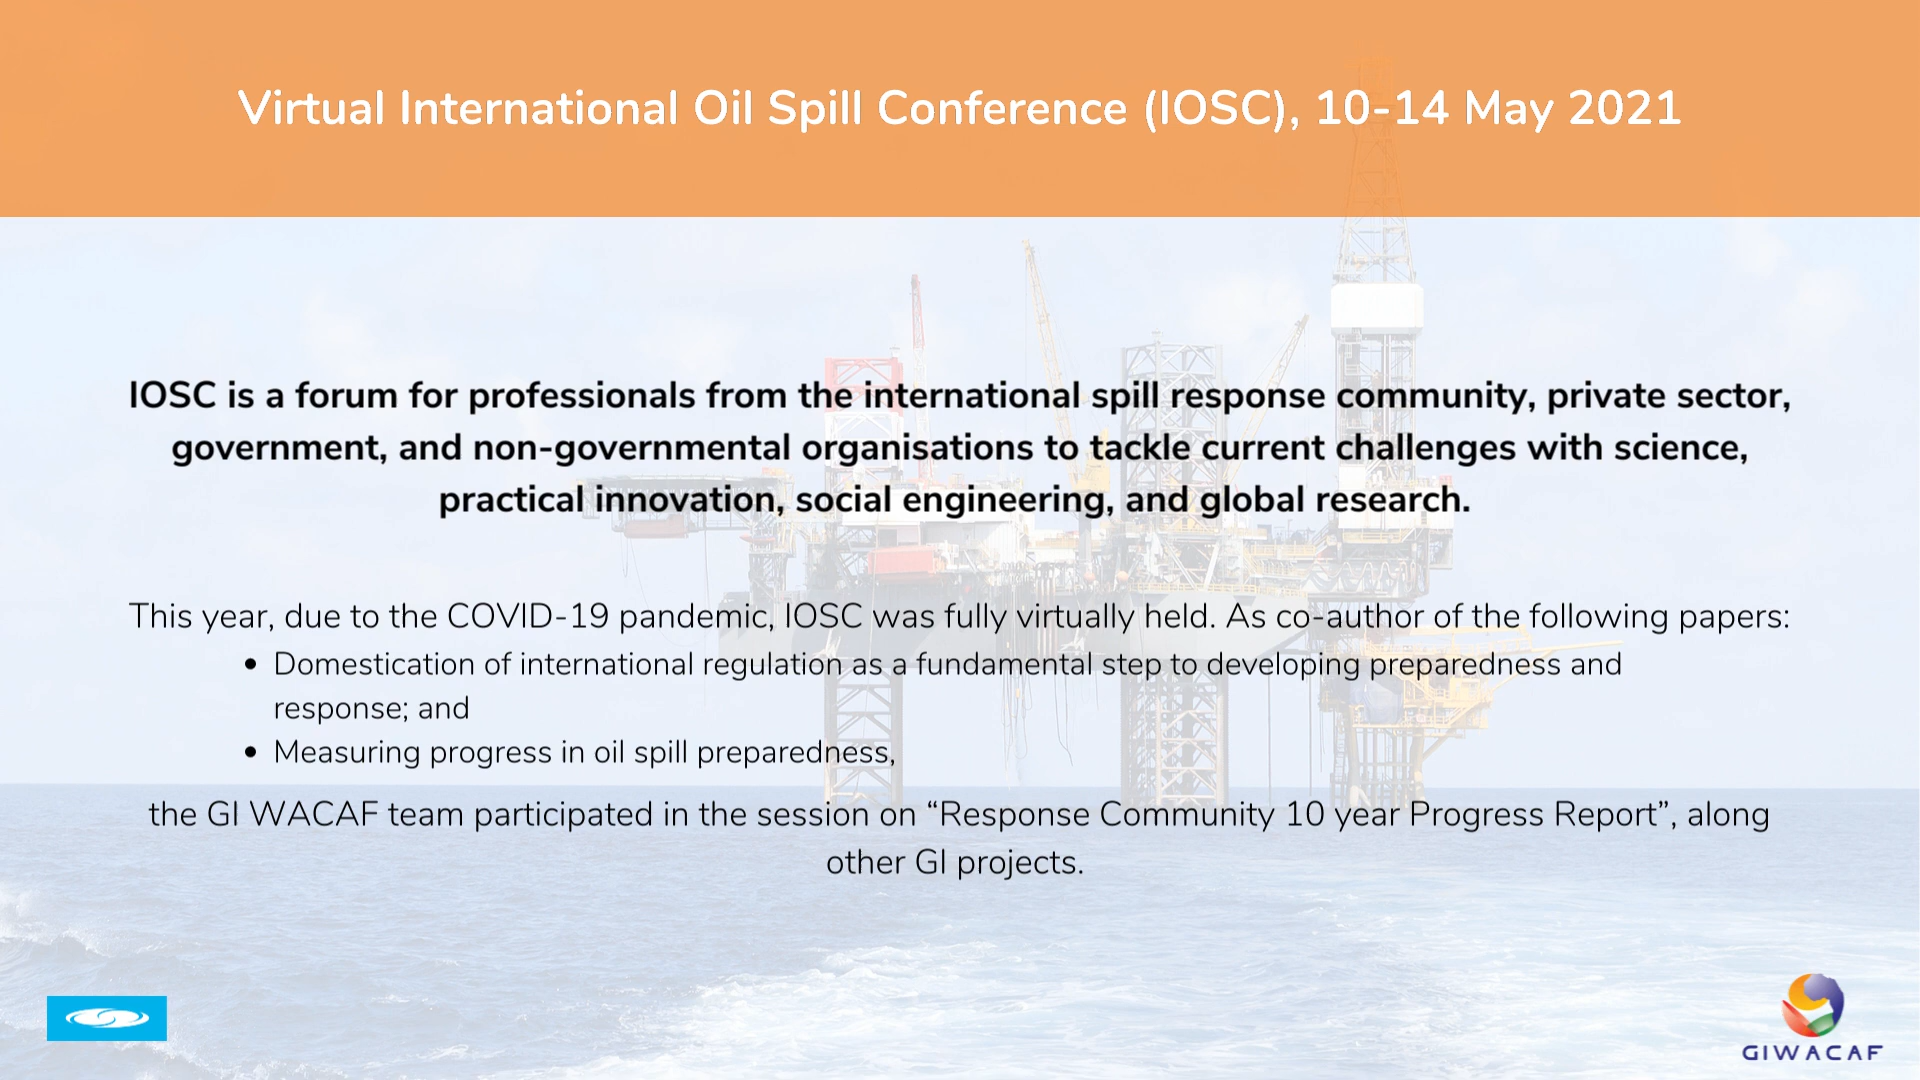 Virtual International Oil Spill Conference (IOSC), 10-14 May 2021
IOSC is a forum for professionals from the international spill response community, private sector,
government, and non-governmental organisations to tackle current challenges with science,
practical innovation, social engineering, and global research.
This year, due to the COVID-19 pandemic, IOSC was fully virtually held. As co-author of the following papers:
• Domestication of international regulation as a fundamental step to developing preparedness and
response; and
• Measuring progress in oil spill preparedness,
the GI WACAF team participated in the session on “Response Community 10 year Progress Report”, along
other GI projects.
GIWACAF